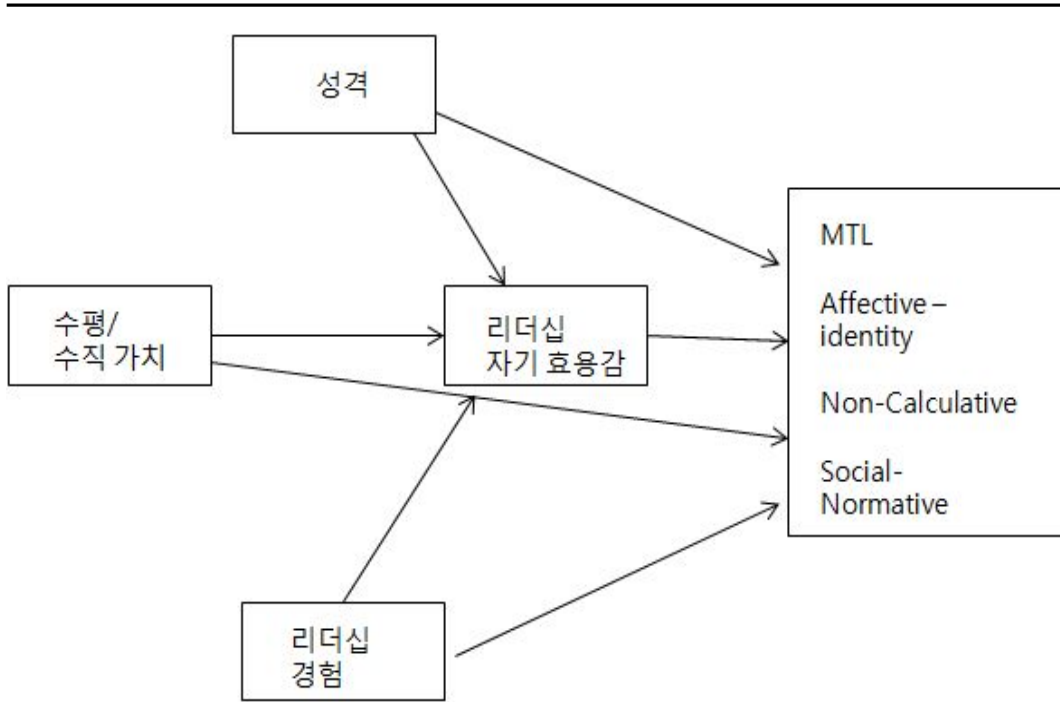 성격
수평/
수직 가치
리더십
자기 효용감
리더십
경험
MTL
Affective –
identity
Non-Calculative
Social-
Normative